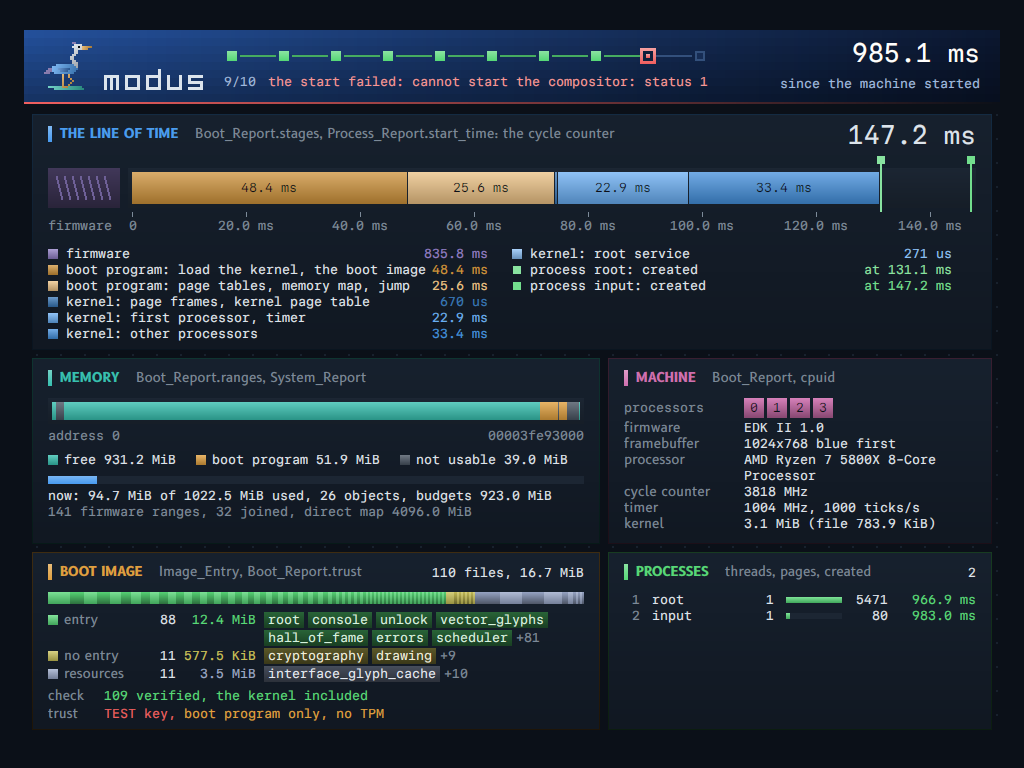 modus
9/10 the start failed: cannot start the compositor: status 1
985.1 ms
since the machine started
THE LINE OF TIME Boot_Report.stages, Process_Report.start_time: the cycle counter 147.2 ms
48.4 ms 25.6 ms 22.9 ms 33.4 ms
firmware 0 20.0 ms 40.0 ms 60.0 ms 80.0 ms 100.0 ms 120.0 ms 140.0 ms
firmware 835.8 ms
boot program: load the kernel, the boot image 48.4 ms
boot program: page tables, memory map, jump 25.6 ms
kernel: page frames, kernel page table 670 us
kernel: first processor, timer 22.9 ms
kernel: other processors 33.4 ms
kernel: root service 271 us
process root: created at 131.1 ms
process input: created at 147.2 ms
MEMORY Boot_Report.ranges, System_Report
address 0 00003fe93000
free 931.2 MiB boot program 51.9 MiB not usable 39.0 MiB
now: 94.7 MiB of 1022.5 MiB used, 26 objects, budgets 923.0 MiB
141 firmware ranges, 32 joined, direct map 4096.0 MiB
MACHINE Boot_Report, cpuid
processors 0 1 2 3
firmware EDK II 1.0
framebuffer 1024x768 blue first
processor AMD Ryzen 7 5800X 8-Core
Processor
cycle counter 3818 MHz
timer 1004 MHz, 1000 ticks/s
kernel 3.1 MiB (file 783.9 KiB)
BOOT IMAGE Image_Entry, Boot_Report.trust 110 files, 16.7 MiB
entry 88 12.4 MiB root console unlock vector_glyphs
hall_of_fame errors scheduler +81
no entry 11 577.5 KiB cryptography drawing +9
resources 11 3.5 MiB interface_glyph_cache +10
check 109 verified, the kernel included
trust TEST key, boot program only, no TPM
PROCESSES threads, pages, created 2
1 root 1 5471 966.9 ms
2 input 1 80 983.0 ms